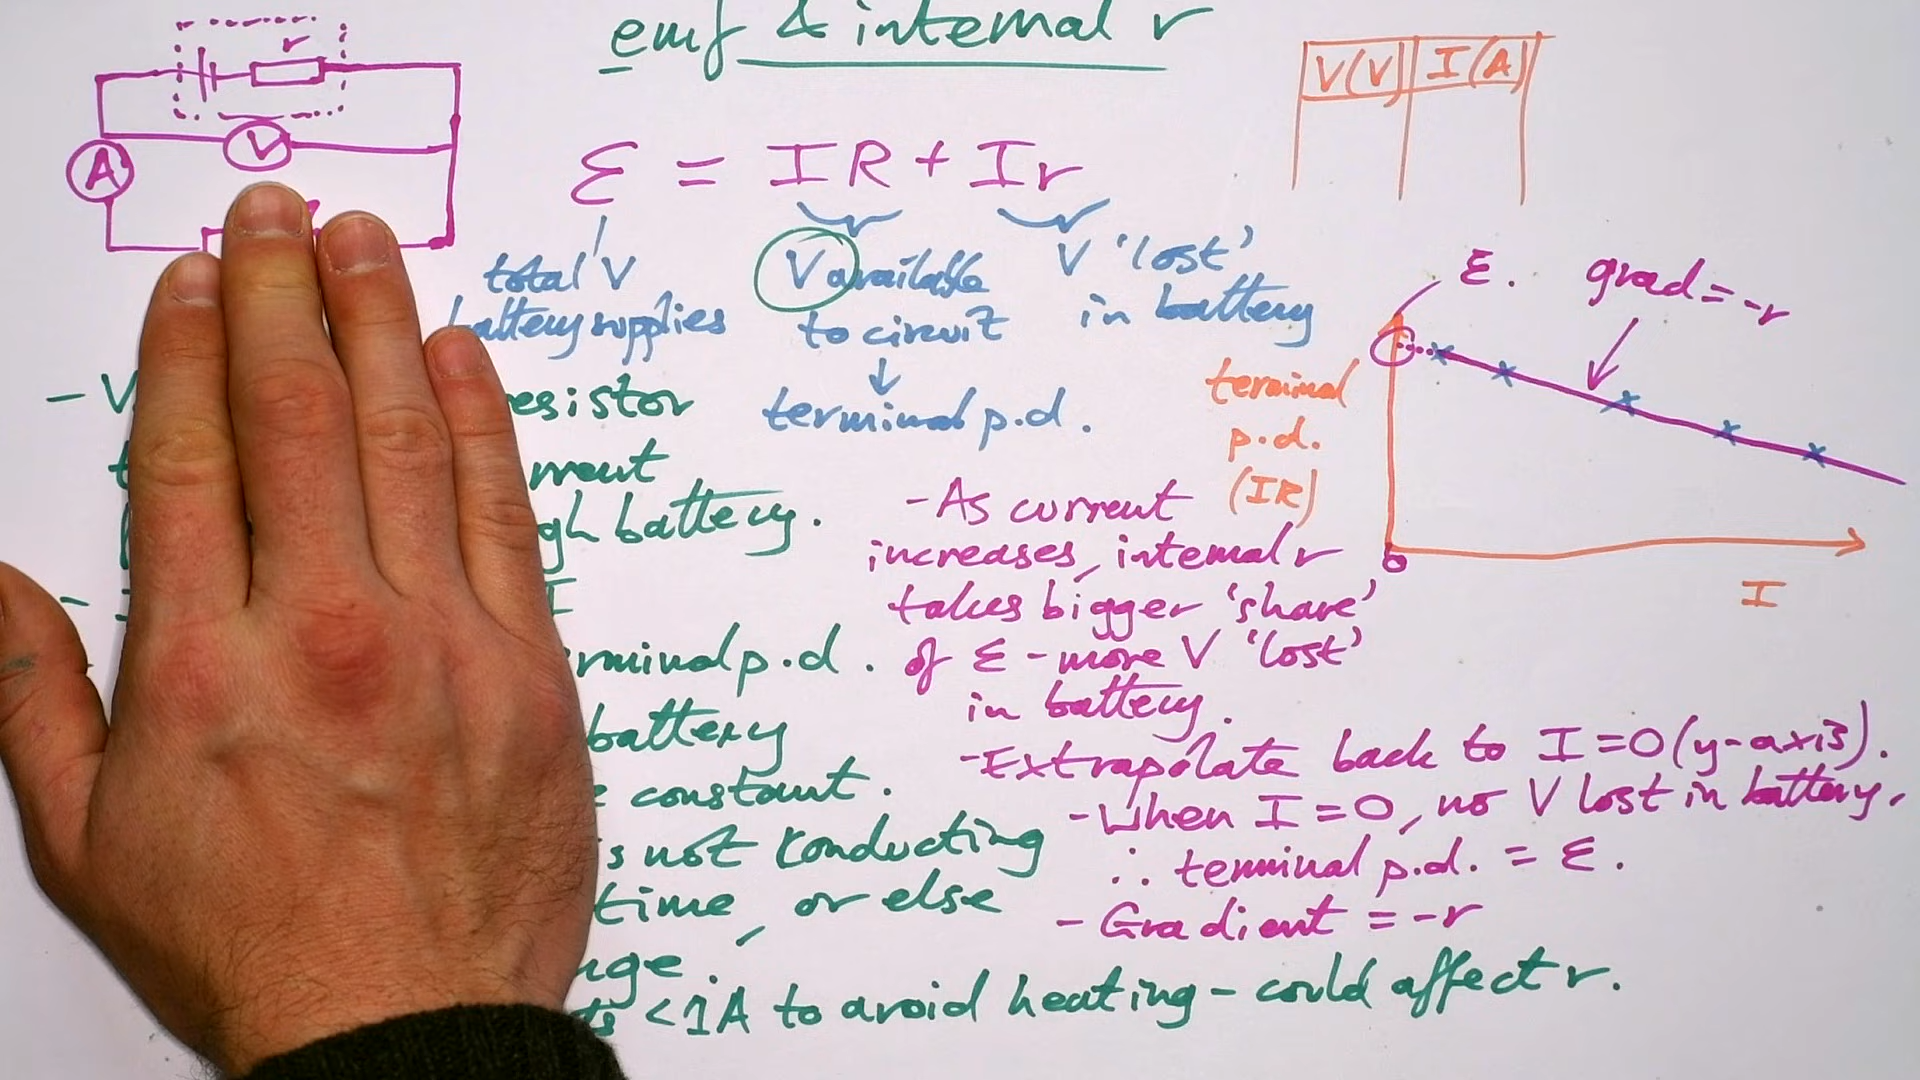 emf & internal r
r
V
A
V(V) I(A)
ε = IR + Ir
total V
battery supplies
V available
to circuit
↓
terminal p.d.
V 'lost'
in battery
resistor
battery.
terminal p.d.
battery
constant.
not conducting
time, or else
<1A to avoid heating - could affect r.
- As current
increases, internal r
takes bigger 'share'
of ε - more V 'lost'
in battery.
- Extrapolate back to I=0 (y-axis).
- When I=0, no V lost in battery,
∴ terminal p.d. = ε.
- Gradient = -r
ε.
grad = -r
terminal
p.d.
(IR)
0
I